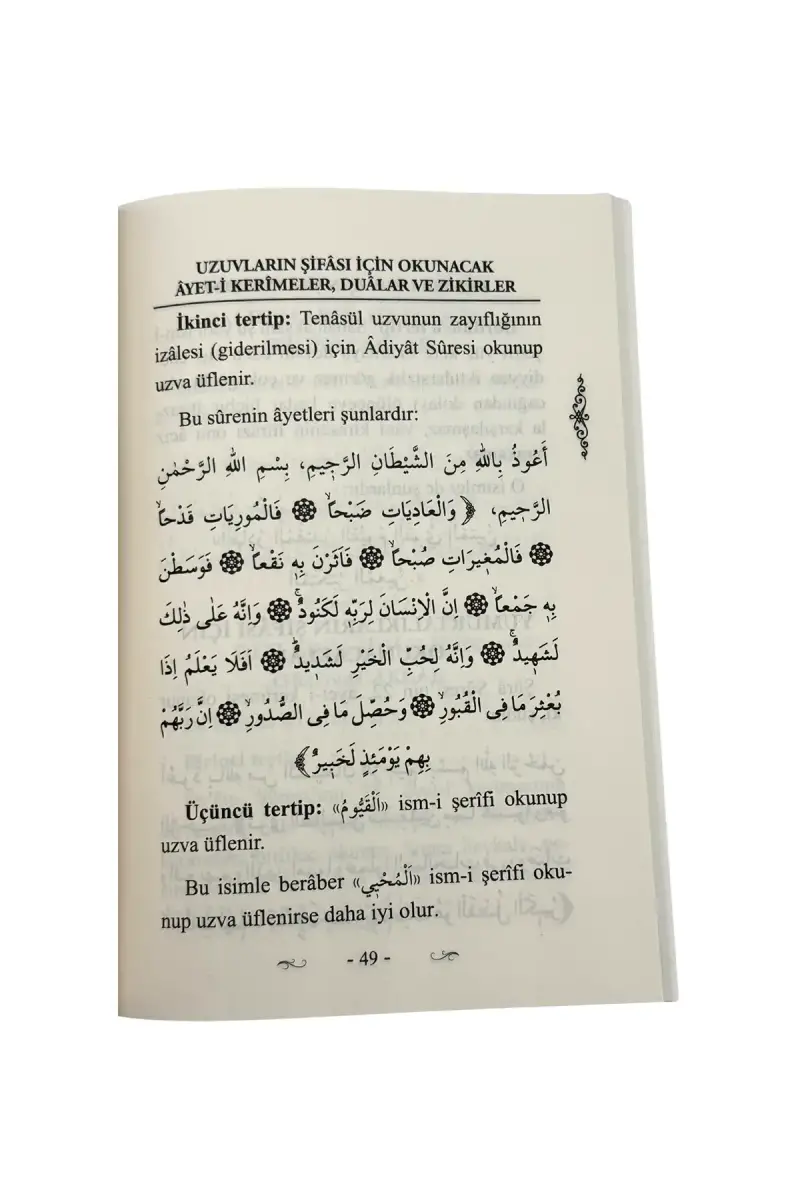 UZUVLARIN ŞİFÂSI İÇİN OKUNACAK
ÂYET-İ KERÎMELER, DUÂLAR VE ZİKİRLER
İkinci tertip: Tenâsül uzvunun zayıflığının
izâlesi (giderilmesi) için Âdiyât Sûresi okunup
uzva üflenir.
Bu sûrenin âyetleri şunlardır:
أَعُوذُ بِاللّٰهِ مِنَ الشَّيْطَانِ الرَّجِيمِ، بِسْمِ اللّٰهِ الرَّحْمٰنِ
الرَّحِيمِ، ﴿وَالْعَادِيَاتِ ضَبْحاًۙ ۞ فَالْمُورِيَاتِ قَدْحاًۙ
۞ فَالْمُغِيرَاتِ صُبْحاًۙ ۞ فَاَثَرْنَ بِهِ نَقْعاًۙ ۞ فَوَسَطْنَ
بِهِ جَمْعاًۙ ۞ اِنَّ الْاِنْسَانَ لِرَبِّهِ لَكَنُودٌۚ ۞ وَاِنَّهُ عَلٰى ذٰلِكَ
لَشَهِيدٌۚ ۞ وَاِنَّهُ لِحُبِّ الْخَيْرِ لَشَدِيدٌۜ ۞ اَفَلَا يَعْلَمُ اِذَا
بُعْثِرَ مَا فِى الْقُبُورِۙ ۞ وَحُصِّلَ مَا فِى الصُّدُورِۙ ۞ اِنَّ رَبَّهُمْ
بِهِمْ يَوْمَئِذٍ لَخَبِيرٌ﴾
Üçüncü tertip: «اَلْقَيُّومُ» ism-i şerîfi okunup
uzva üflenir.
Bu isimle berâber «اَلْمُحْيِي» ism-i şerîfi oku-
nup uzva üflenirse daha iyi olur.
- 49 -